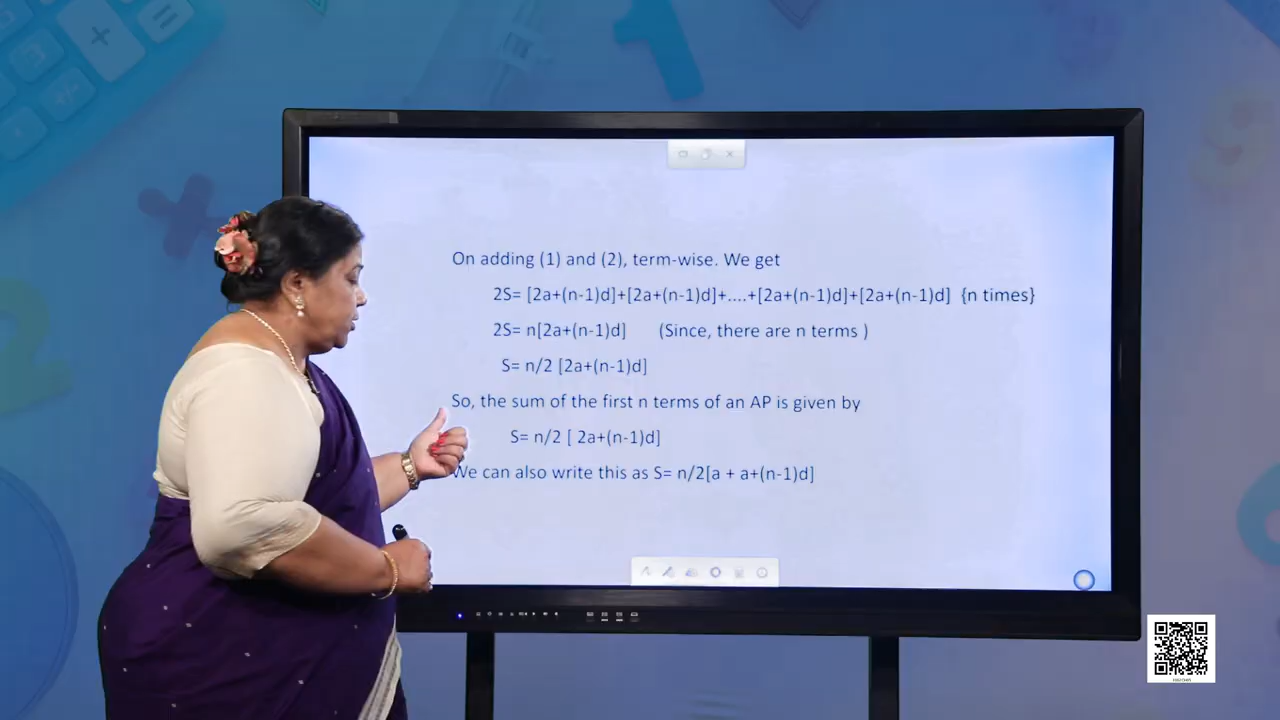 On adding (1) and (2), term-wise. We get
2S= [2a+(n-1)d]+[2a+(n-1)d]+....+[2a+(n-1)d]+[2a+(n-1)d] {n times}
2S= n[2a+(n-1)d] (Since, there are n terms )
S= n/2 [2a+(n-1)d]
So, the sum of the first n terms of an AP is given by
S= n/2 [ 2a+(n-1)d]
We can also write this as S= n/2[a + a+(n-1)d]